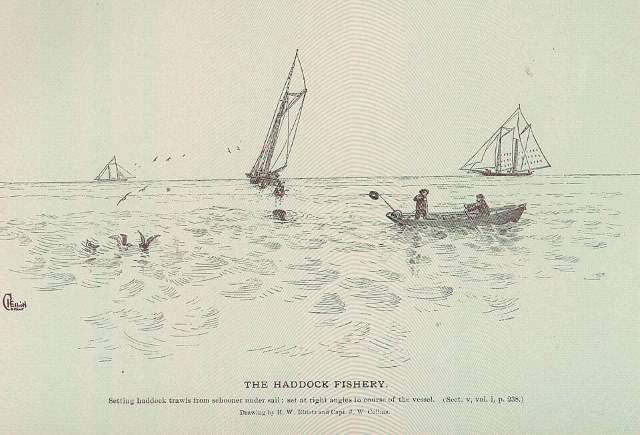 THE HADDOCK FISHERY.
Setting haddock trawls from schooner under sail; set at right angles to course of the vessel. (Sect. v, vol. 1, p. 238.)
Drawing by H. W. Elliott and Capt. J. W. Collins.